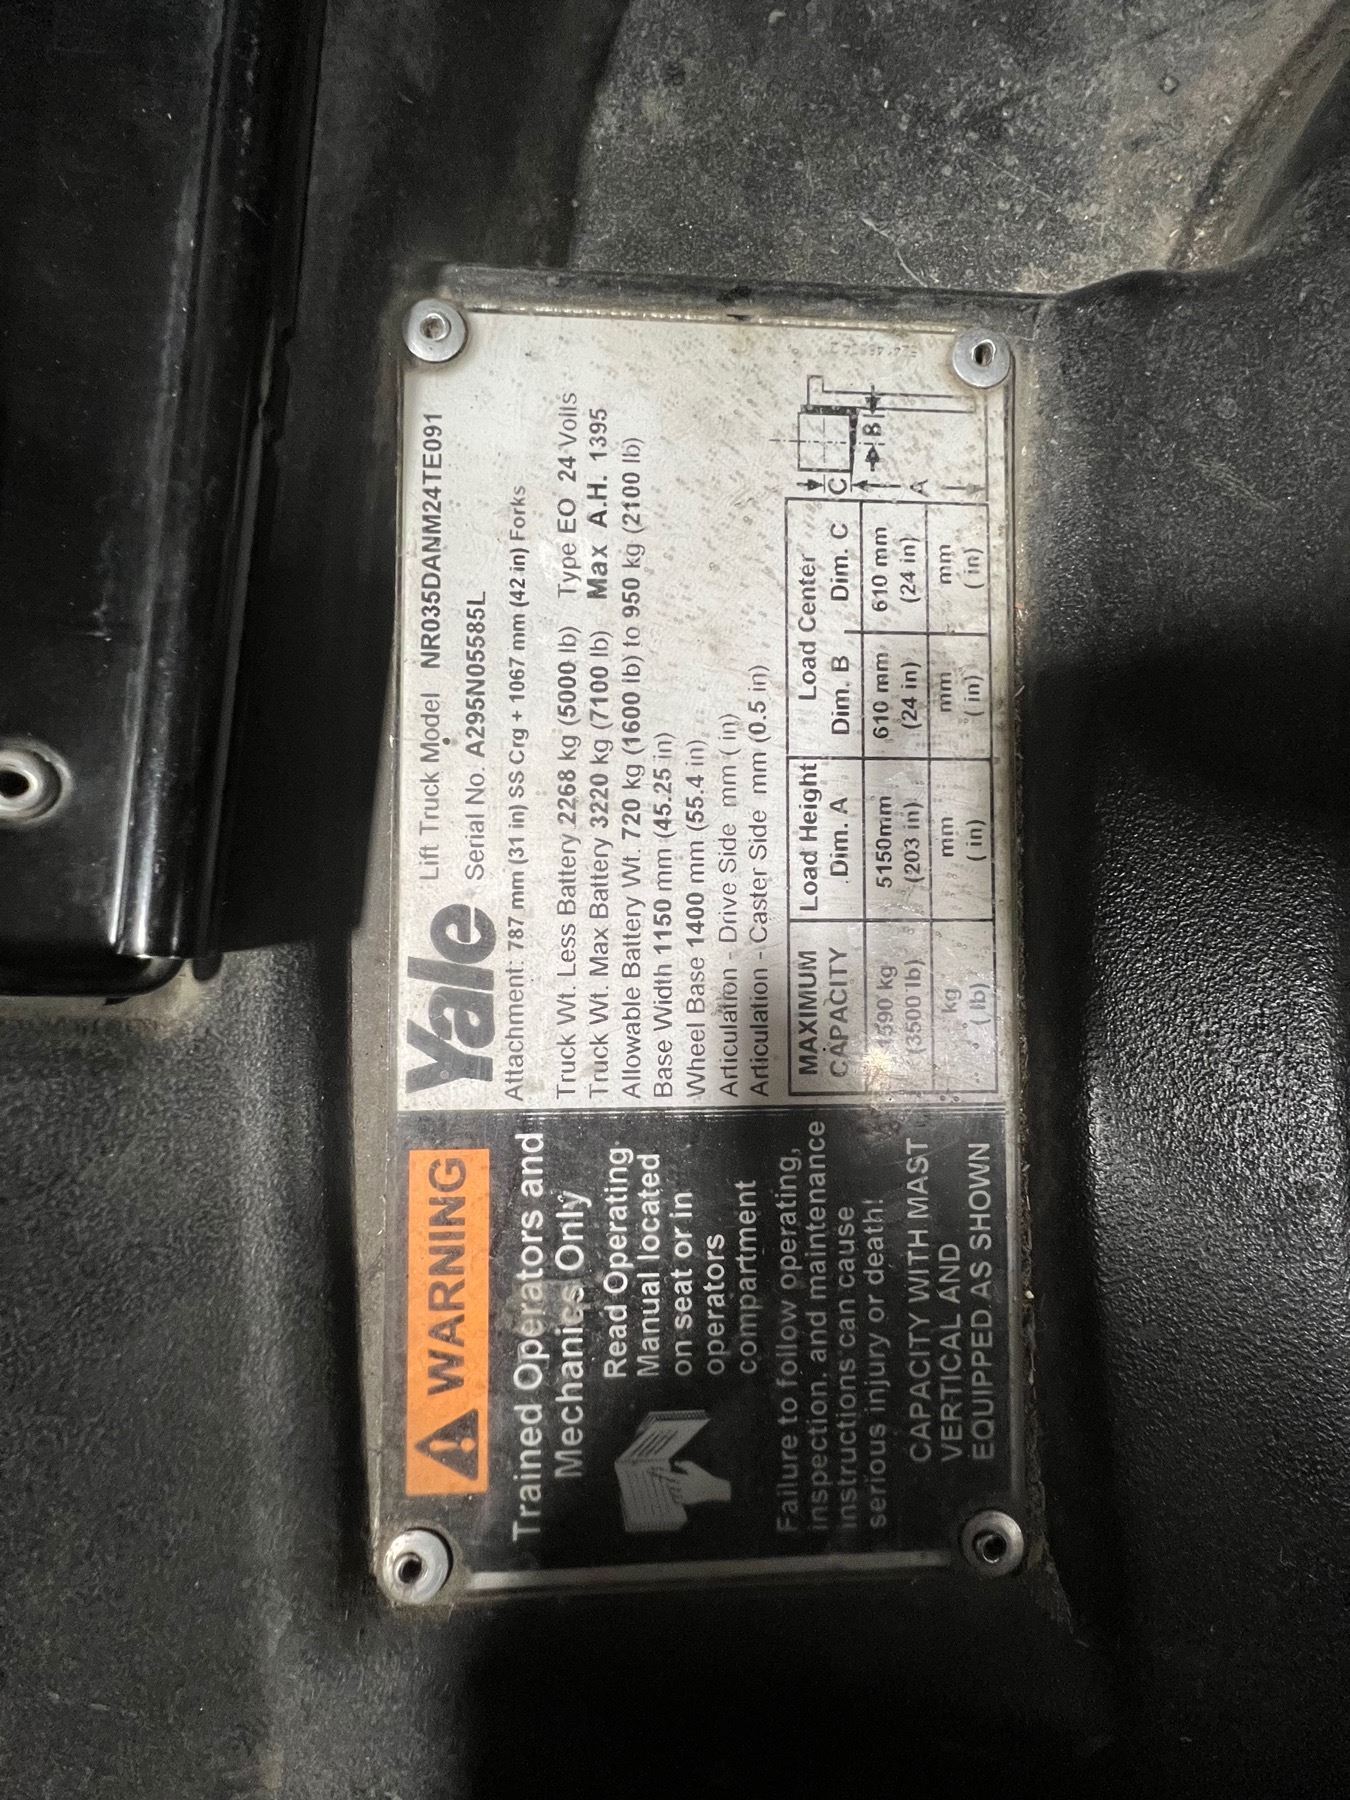 WARNING
Trained Operators and
Mechanics Only
Read Operating
Manual located
on seat or in
operators
compartment
Failure to follow operating,
inspection, and maintenance
instructions can cause
serious injury or death!
CAPACITY WITH MAST
VERTICAL AND
EQUIPPED AS SHOWN
Yale
Lift Truck Model NR035DANM24TE091
Serial No. A295N05585L
Attachment: 787 mm (31 in) SS Crg + 1067 mm (42 in) Forks
Truck Wt. Less Battery 2268 kg (5000 lb) Type EO 24 Volts
Truck Wt. Max Battery 3220 kg (7100 lb) Max A.H. 1395
Allowable Battery Wt. 720 kg (1600 lb) to 950 kg (2100 lb)
Base Width 1150 mm (45.25 in)
Wheel Base 1400 mm (55.4 in)
Articulation - Drive Side mm ( in)
Articulation - Caster Side mm (0.5 in)
MAXIMUM CAPACITY Load Height Dim. A Load Center Dim. B Dim. C
1590 kg 5150mm 610 mm 610 mm
(3500 lb) (203 in) (24 in) (24 in)
kg mm mm mm
( lb) ( in) ( in) ( in)
C
B
A